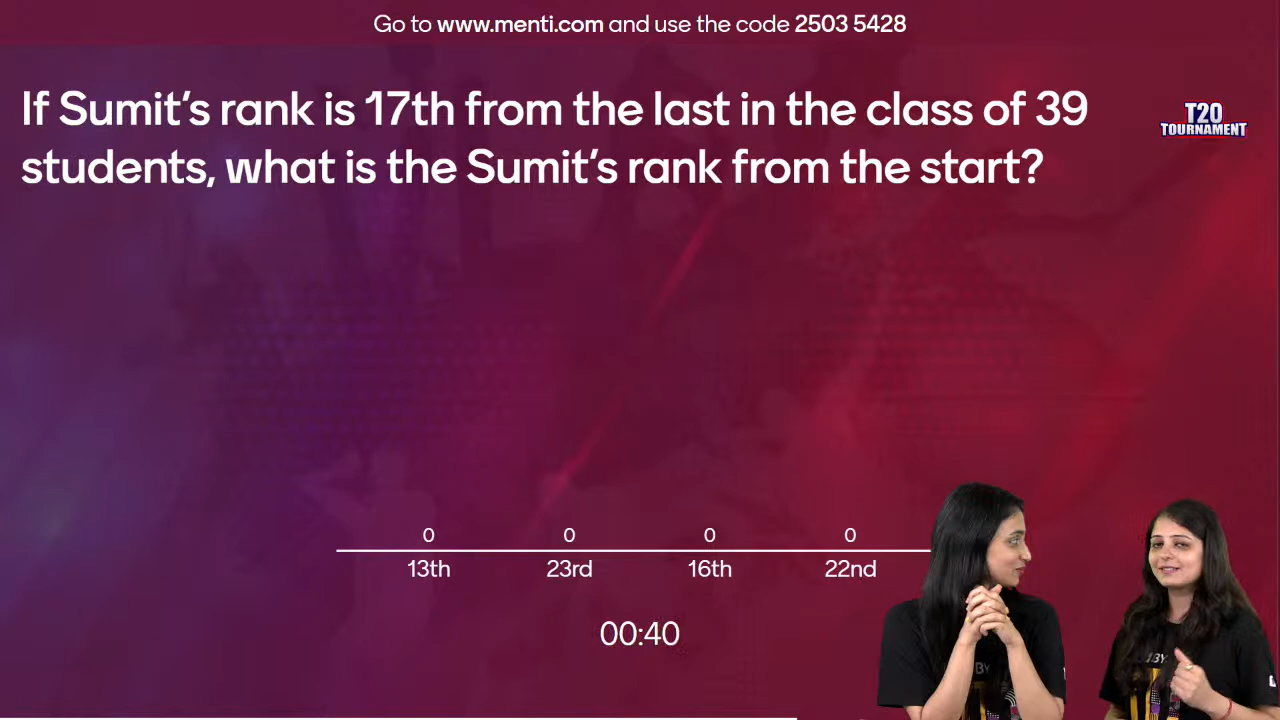 Go to www.menti.com and use the code 2503 5428
If Sumit's rank is 17th from the last in the class of 39
students, what is the Sumit's rank from the start?
T20
TOURNAMENT
0 0 0 0
13th 23rd 16th 22nd
00:40